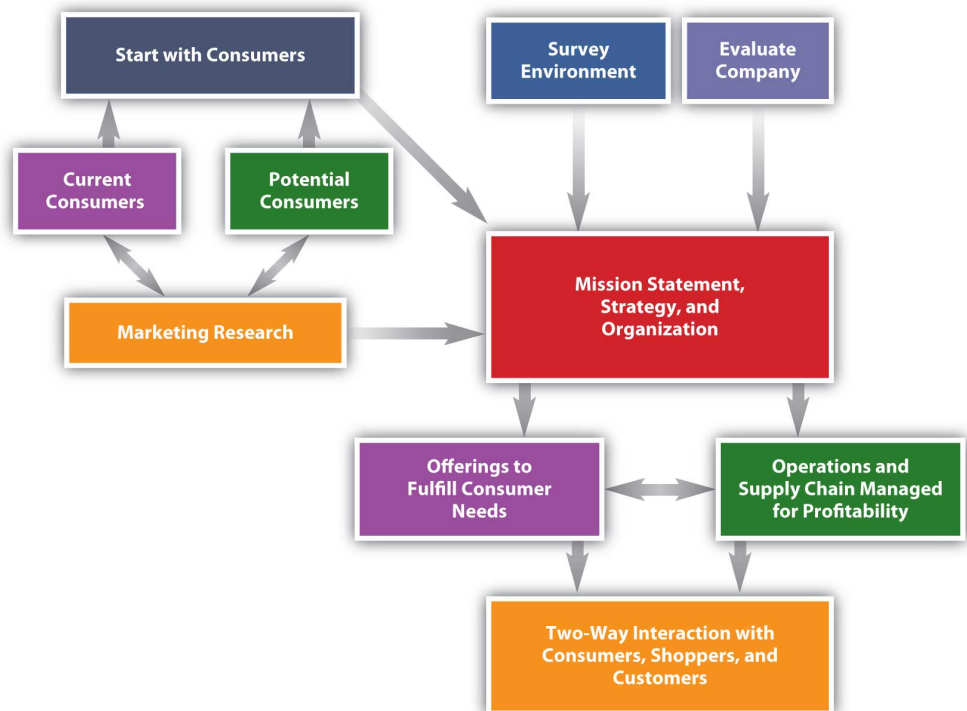 Start with Consumers
Survey
Environment
Evaluate
Company
Current
Consumers
Potential
Consumers
Mission Statement,
Strategy, and
Organization
Marketing Research
Offerings to
Fulfill Consumer
Needs
Operations and
Supply Chain Managed
for Profitability
Two-Way Interaction with
Consumers, Shoppers, and
Customers